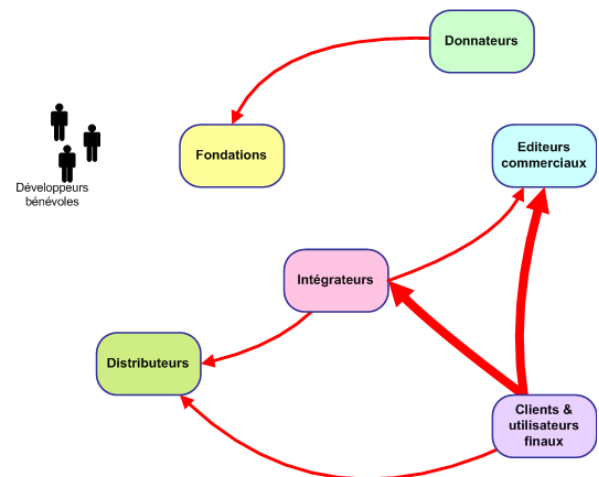 Donnateurs
Fondations
Editeurs
commerciaux
Développeurs
bénévoles
Intégrateurs
Distributeurs
Clients &
utilisateurs
finaux